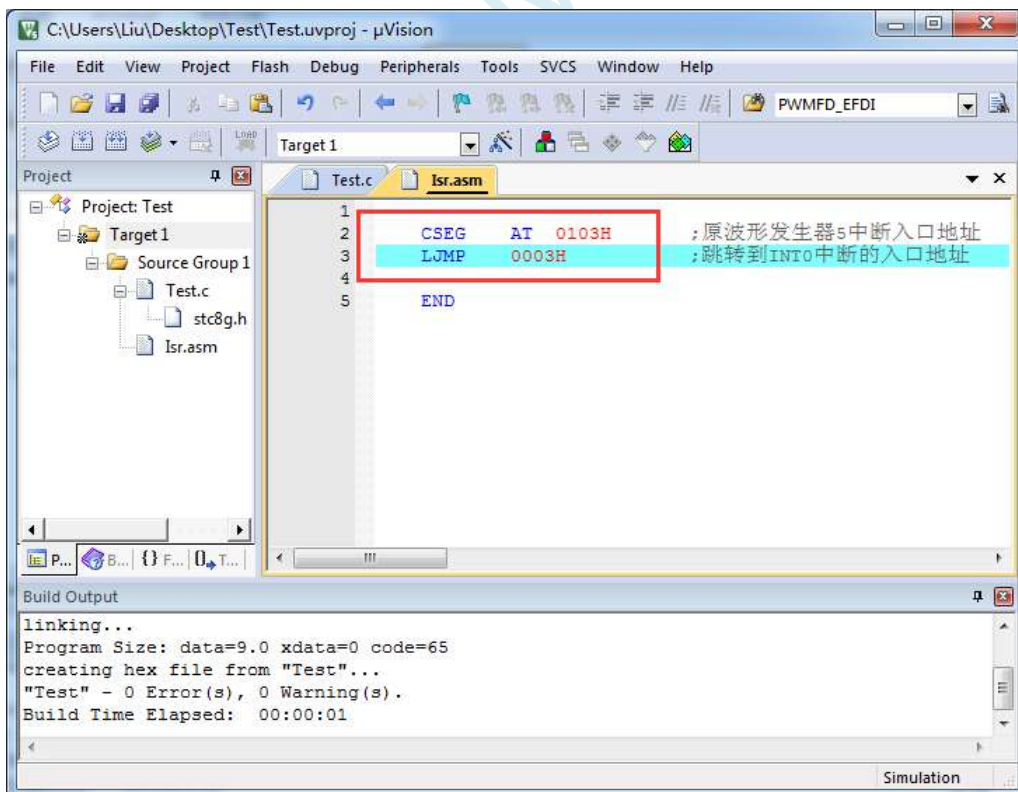 C:\Users\Liu\Desktop\Test\Test.uvproj - µVision
File Edit View Project Flash Debug Peripherals Tools SVCS Window Help
PWMFD_EFDI
LOAD Target 1
Project
Test.c Isr.asm
Project: Test
Target 1
Source Group 1
Test.c
stc8g.h
Isr.asm
1
2 CSEG AT 0103H ;原波形发生器5中断入口地址
3 LJMP 0003H ;跳转到INT0中断的入口地址
4
5 END
P... B... {} F... 0 T...
Build Output
linking...
Program Size: data=9.0 xdata=0 code=65
creating hex file from "Test"...
"Test" - 0 Error(s), 0 Warning(s).
Build Time Elapsed: 00:00:01
Simulation